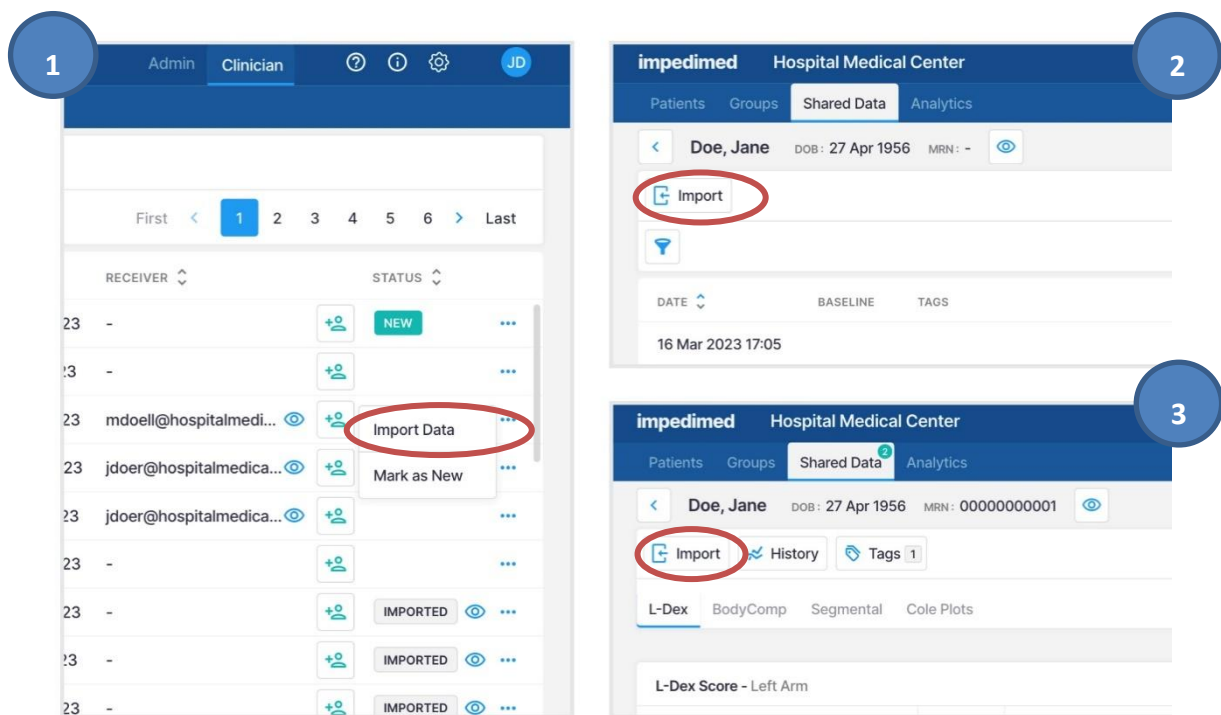 1
Admin Clinician JD
First < 1 2 3 4 5 6 > Last
RECEIVER STATUS
23 - NEW
23 -
23 mdoell@hospitalmedi...
Import Data
23 jdoer@hospitalmedica...
Mark as New
23 jdoer@hospitalmedica...
23 -
23 - IMPORTED
23 - IMPORTED
23 - IMPORTED
2
impedimed Hospital Medical Center
Patients Groups Shared Data Analytics
< Doe, Jane DOB: 27 Apr 1956 MRN: -
Import
DATE BASELINE TAGS
16 Mar 2023 17:05
3
impedimed Hospital Medical Center
Patients Groups Shared Data 2 Analytics
< Doe, Jane DOB: 27 Apr 1956 MRN: 00000000001
Import History Tags 1
L-Dex BodyComp Segmental Cole Plots
L-Dex Score - Left Arm